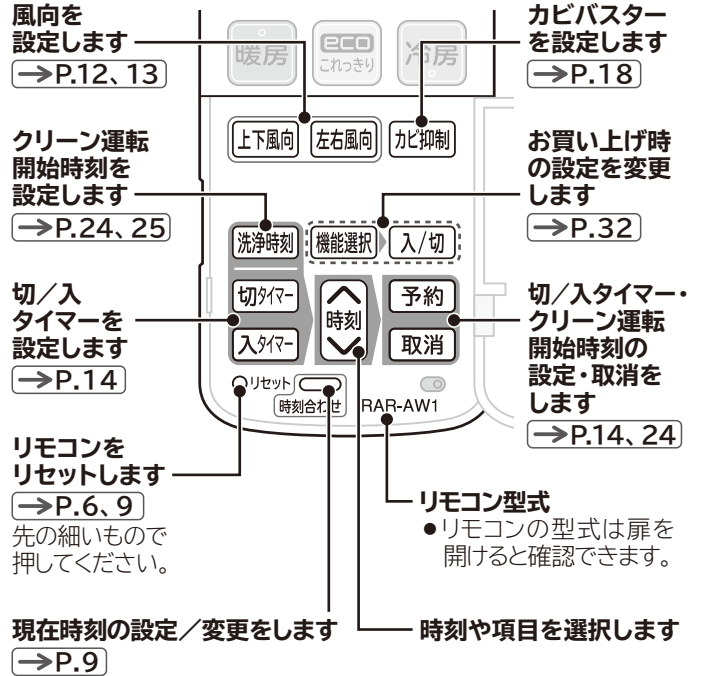 風向を
設定します
→P.12、13
クリーン運転
開始時刻を
設定します
→P.24、25
切／入
タイマーを
設定します
→P.14
リモコンを
リセットします
→P.6、9
先の細いもので
押してください。
現在時刻の設定／変更をします
→P.9
暖房
eco
これっきり
冷房
上下風向
左右風向
カビ抑制
洗浄時刻
機能選択
入/切
切タイマー
時刻
予約
入タイマー
取消
リセット
時刻合わせ
RAR-AW1
カビバスター
を設定します
→P.18
お買い上げ時
の設定を変更
します
→P.32
切／入タイマー・
クリーン運転
開始時刻の
設定・取消を
します
→P.14、24
リモコン型式
●リモコンの型式は扉を
開けると確認できます。
時刻や項目を選択します